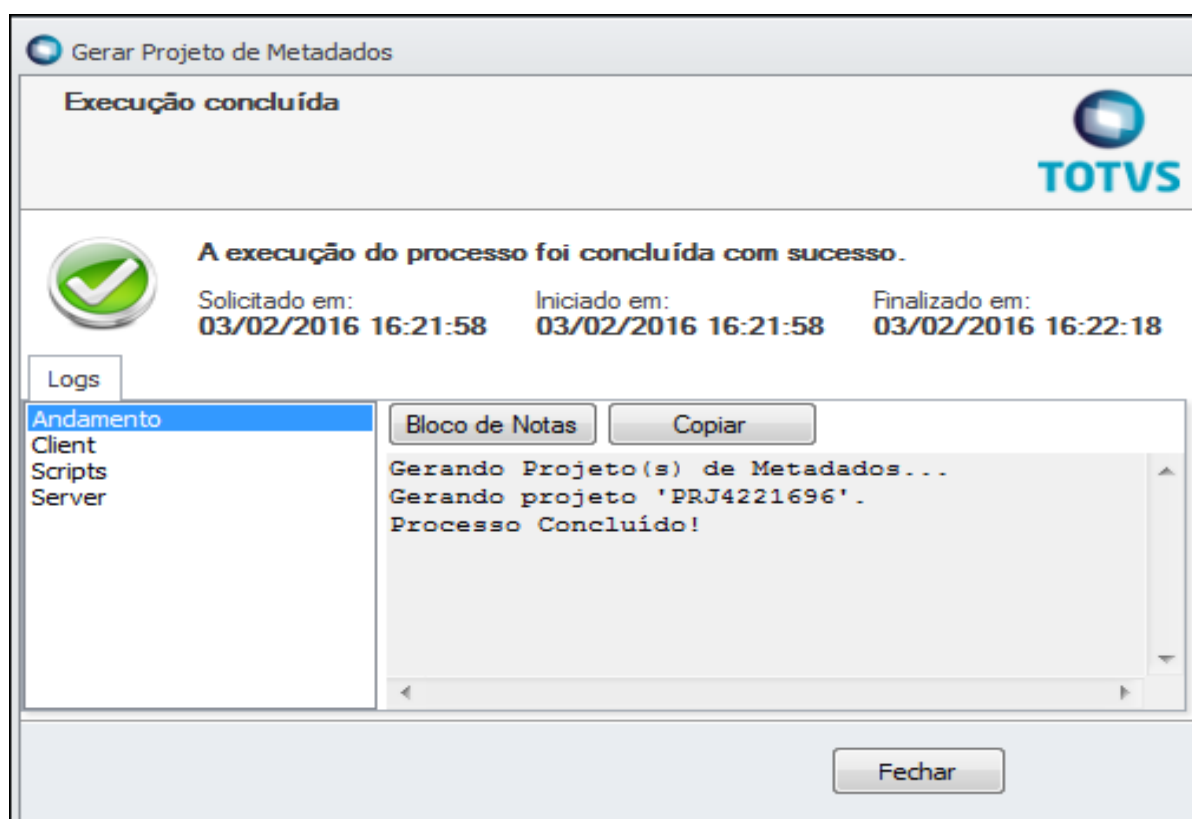 Gerar Projeto de Metadados
Execução concluída
TOTVS
A execução do processo foi concluída com sucesso.
Solicitado em: Iniciado em: Finalizado em:
03/02/2016 16:21:58 03/02/2016 16:21:58 03/02/2016 16:22:18
Logs
Andamento
Client
Scripts
Server
Bloco de Notas Copiar
Gerando Projeto(s) de Metadados...
Gerando projeto 'PRJ4221696'.
Processo Concluído!
Fechar